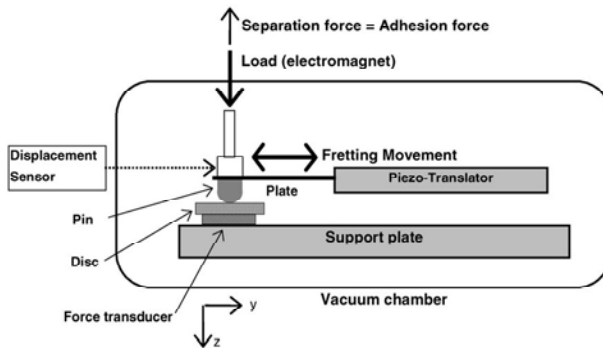 Separation force = Adhesion force
Load (electromagnet)
Displacement
Sensor
Fretting Movement
Plate
Piezo-Translator
Pin
Support plate
Disc
Vacuum chamber
Force transducer
y
z